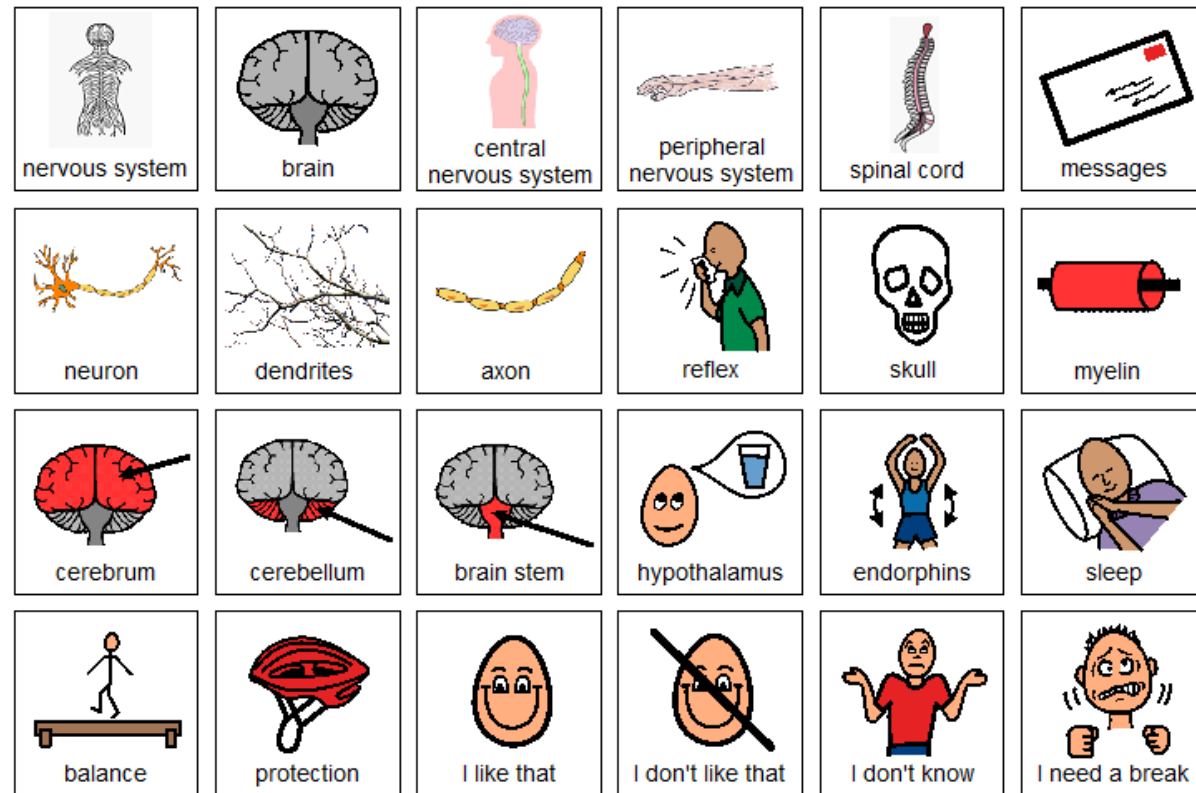 nervous system
brain
central
nervous system
peripheral
nervous system
spinal cord
messages
neuron
dendrites
axon
reflex
skull
myelin
cerebrum
cerebellum
brain stem
hypothalamus
endorphins
sleep
balance
protection
I like that
I don't like that
I don't know
I need a break